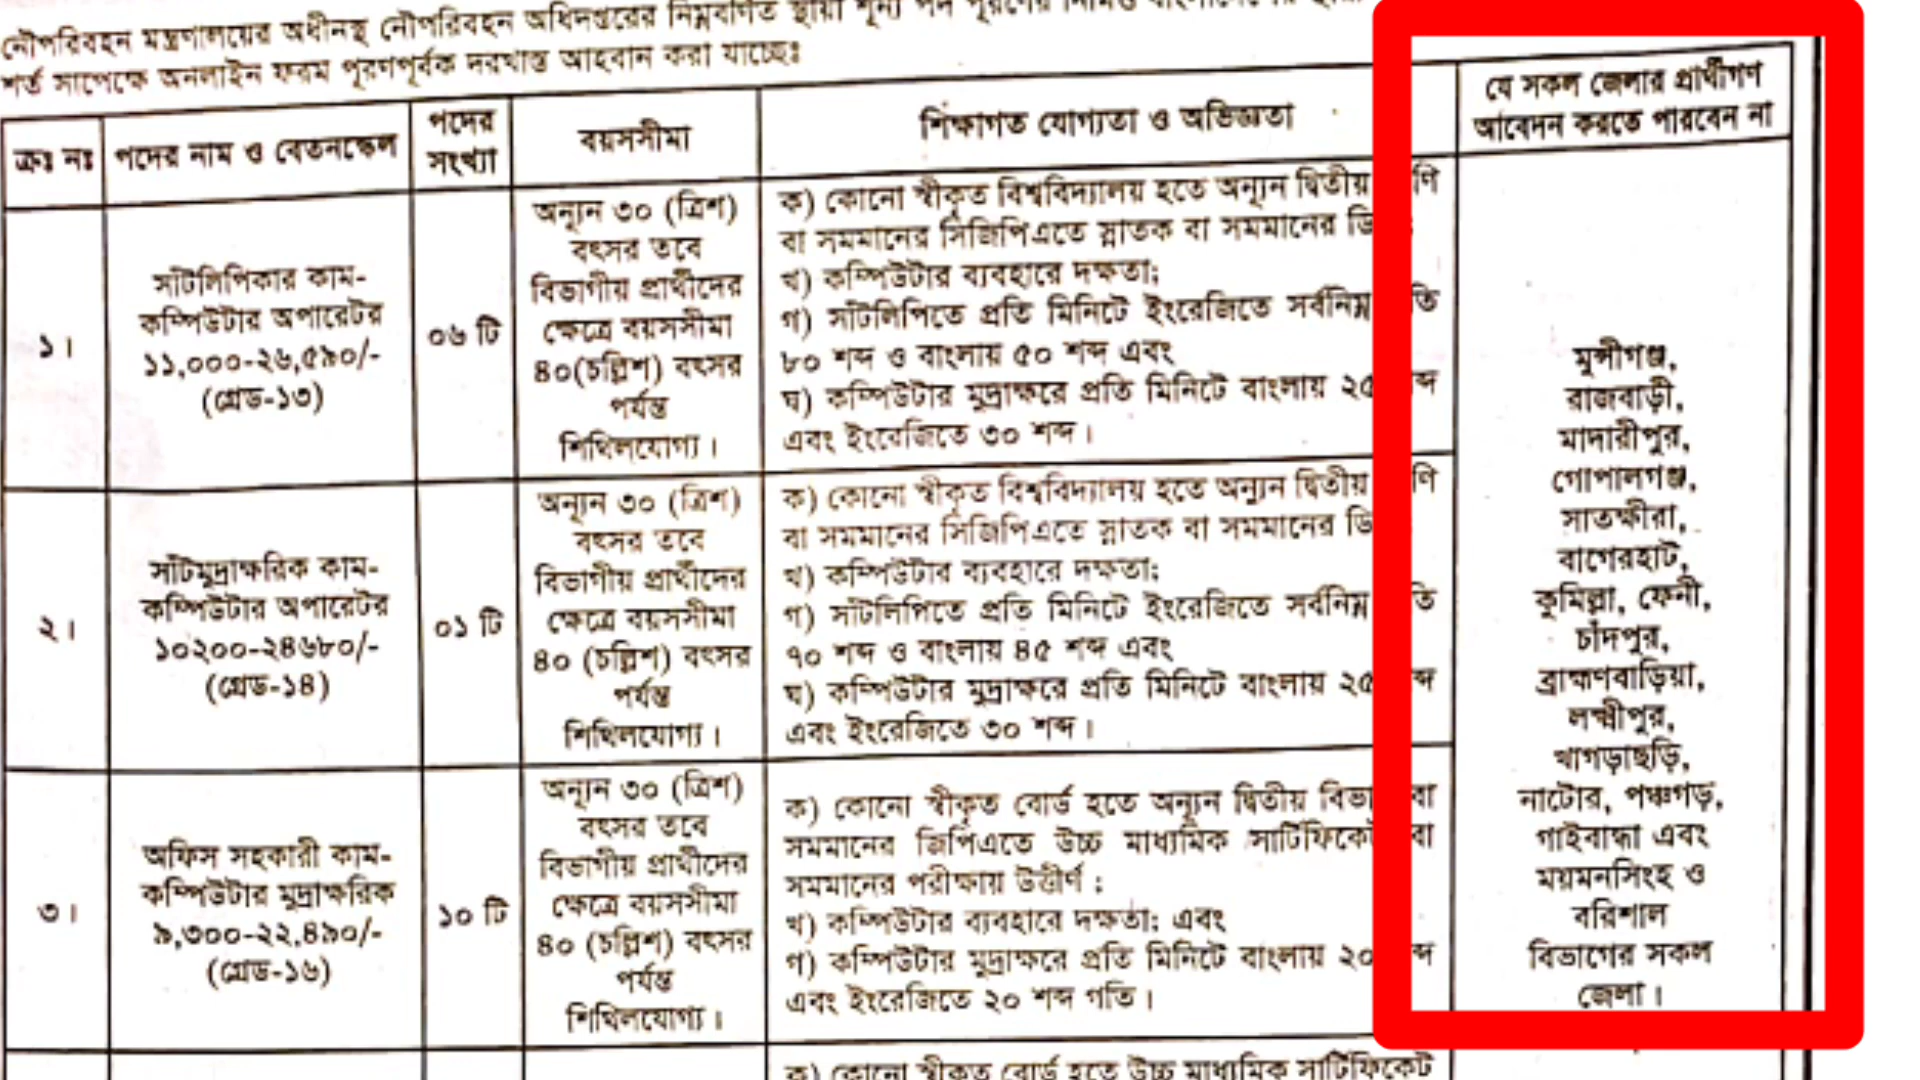 নৌপরিবহন মন্ত্রণালয়ের অধীনস্থ নৌপরিবহন অধিদপ্তরের নিম্নবর্ণিত স্থায়ী শূন্য পদ পূরণের
শর্ত সাপেক্ষে অনলাইন ফরম পূরণপূর্বক দরখাস্ত আহবান করা যাচ্ছেঃ
ক্রঃ নঃ
পদের নাম ও বেতনস্কেল
পদের
সংখ্যা
বয়সসীমা
শিক্ষাগত যোগ্যতা ও অভিজ্ঞতা
যে সকল জেলার প্রার্থীগণ
আবেদন করতে পারবেন না
১।
সাঁটলিপিকার কাম-
কম্পিউটার অপারেটর
১১,০০০-২৬,৫৯০/-
(গ্রেড-১৩)
০৬ টি
অন্যূন ৩০ (ত্রিশ)
বৎসর তবে
বিভাগীয় প্রার্থীদের
ক্ষেত্রে বয়সসীমা
৪০(চল্লিশ) বৎসর
পর্যন্ত
শিথিলযোগ্য।
ক) কোনো স্বীকৃত বিশ্ববিদ্যালয় হতে অন্যূন দ্বিতীয় ণি
বা সমমানের সিজিপিএতে স্নাতক বা সমমানের ডি
খ) কম্পিউটার ব্যবহারে দক্ষতা;
গ) সাঁটলিপিতে প্রতি মিনিটে ইংরেজিতে সর্বনিম্ন তি
৮০ শব্দ ও বাংলায় ৫০ শব্দ এবং
ঘ) কম্পিউটার মুদ্রাক্ষরে প্রতি মিনিটে বাংলায় ২৫ ব্দ
এবং ইংরেজিতে ৩০ শব্দ।
২।
সাঁটমুদ্রাক্ষরিক কাম-
কম্পিউটার অপারেটর
১০২০০-২৪৬৮০/-
(গ্রেড-১৪)
০১ টি
অন্যূন ৩০ (ত্রিশ)
বৎসর তবে
বিভাগীয় প্রার্থীদের
ক্ষেত্রে বয়সসীমা
৪০ (চল্লিশ) বৎসর
পর্যন্ত
শিথিলযোগ্য।
ক) কোনো স্বীকৃত বিশ্ববিদ্যালয় হতে অন্যূন দ্বিতীয় ণি
বা সমমানের সিজিপিএতে স্নাতক বা সমমানের ডি
খ) কম্পিউটার ব্যবহারে দক্ষতা;
গ) সাঁটলিপিতে প্রতি মিনিটে ইংরেজিতে সর্বনিম্ন তি
৭০ শব্দ ও বাংলায় ৪৫ শব্দ এবং
ঘ) কম্পিউটার মুদ্রাক্ষরে প্রতি মিনিটে বাংলায় ২৫ ব্দ
এবং ইংরেজিতে ৩০ শব্দ।
৩।
অফিস সহকারী কাম-
কম্পিউটার মুদ্রাক্ষরিক
৯,৩০০-২২,৪৯০/-
(গ্রেড-১৬)
১০ টি
অন্যূন ৩০ (ত্রিশ)
বৎসর তবে
বিভাগীয় প্রার্থীদের
ক্ষেত্রে বয়সসীমা
৪০ (চল্লিশ) বৎসর
পর্যন্ত
শিথিলযোগ্য।
ক) কোনো স্বীকৃত বোর্ড হতে অন্যূন দ্বিতীয় বিভা বা
সমমানের জিপিএতে উচ্চ মাধ্যমিক সার্টিফিকে বা
সমমানের পরীক্ষায় উত্তীর্ণ ;
খ) কম্পিউটার ব্যবহারে দক্ষতা; এবং
গ) কম্পিউটার মুদ্রাক্ষরে প্রতি মিনিটে বাংলায় ২০ ব্দ
এবং ইংরেজিতে ২০ শব্দ গতি।
মুন্সীগঞ্জ,
রাজবাড়ী,
মাদারীপুর,
গোপালগঞ্জ,
সাতক্ষীরা,
বাগেরহাট,
কুমিল্লা, ফেনী,
চাঁদপুর,
ব্রাহ্মণবাড়িয়া,
লক্ষ্মীপুর,
খাগড়াছড়ি,
নাটোর, পঞ্চগড়,
গাইবান্ধা এবং
ময়মনসিংহ ও
বরিশাল
বিভাগের সকল
জেলা।
ক) কোনো স্বীকৃত বোর্ড হতে উচ্চ মাধ্যমিক সার্টিফিকেট